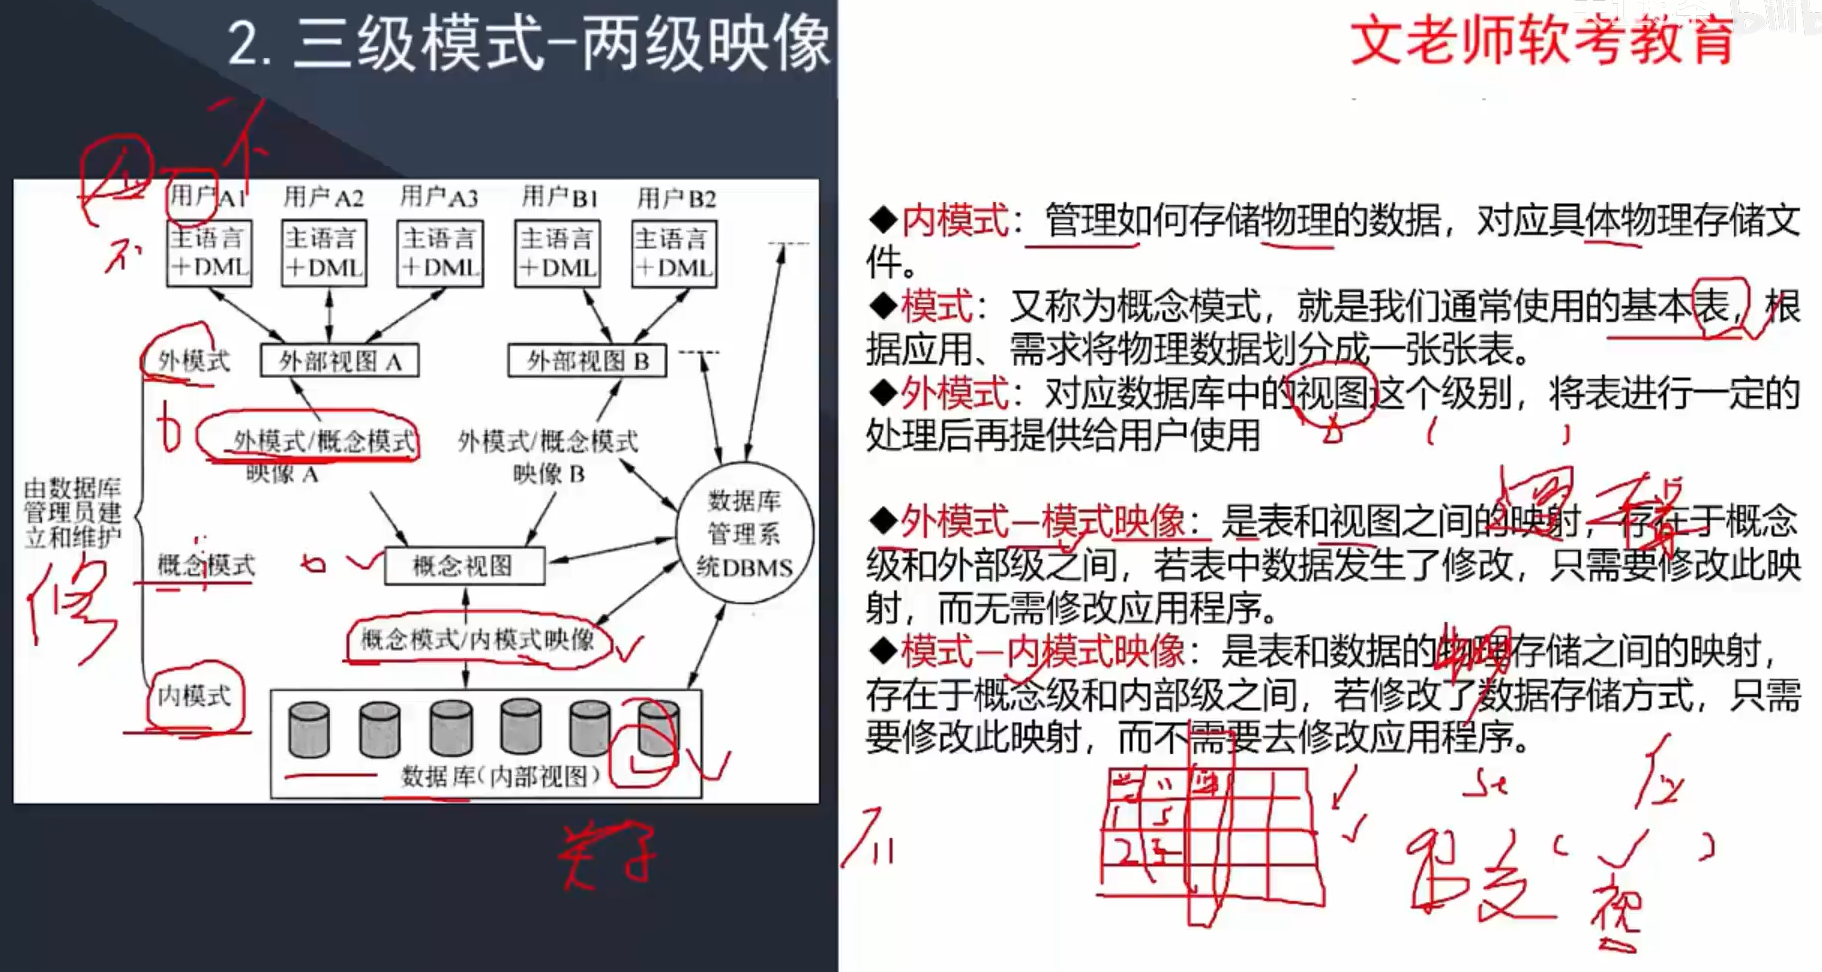 2. 三级模式-两级映像
文老师软考教育
用户A1 用户A2 用户A3 用户B1 用户B2
主语言 主语言 主语言 主语言 主语言
+DML +DML +DML +DML +DML
外模式 外部视图 A 外部视图 B
外模式/概念模式 外模式/概念模式
映像 A 映像 B
由数据库
管理员建
立和维护
数据库
管理系
统DBMS
概念模式 概念视图
概念模式/内模式映像
内模式
数据库(内部视图)
修
◆内模式：管理如何存储物理的数据，对应具体物理存储文
件。
◆模式：又称为概念模式，就是我们通常使用的基本表，根
据应用、需求将物理数据划分成一张张表。
◆外模式：对应数据库中的视图这个级别，将表进行一定的
处理后再提供给用户使用
◆外模式—模式映像：是表和视图之间的映射，存在于概念
级和外部级之间，若表中数据发生了修改，只需要修改此映
射，而无需修改应用程序。
◆模式—内模式映像：是表和数据的物理存储之间的映射，
存在于概念级和内部级之间，若修改了数据存储方式，只需
要修改此映射，而不需要去修改应用程序。